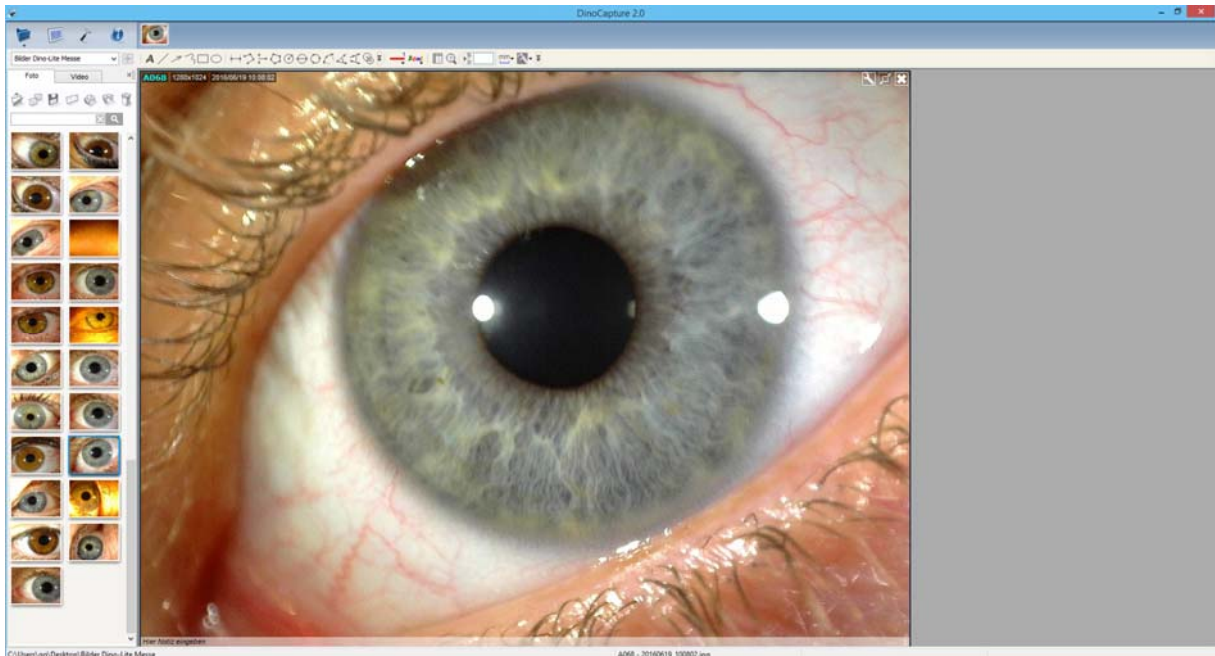 DinoCapture 2.0
Bilder Dino-Lite Messe
Foto
Video
A068 1280x1024 2016/06/19 10:08:02
Hier Notiz eingeben
C:\Users\onl\Desktop\Bilder Dino-Lite Messe
A068 - 20160619_100802.jpg